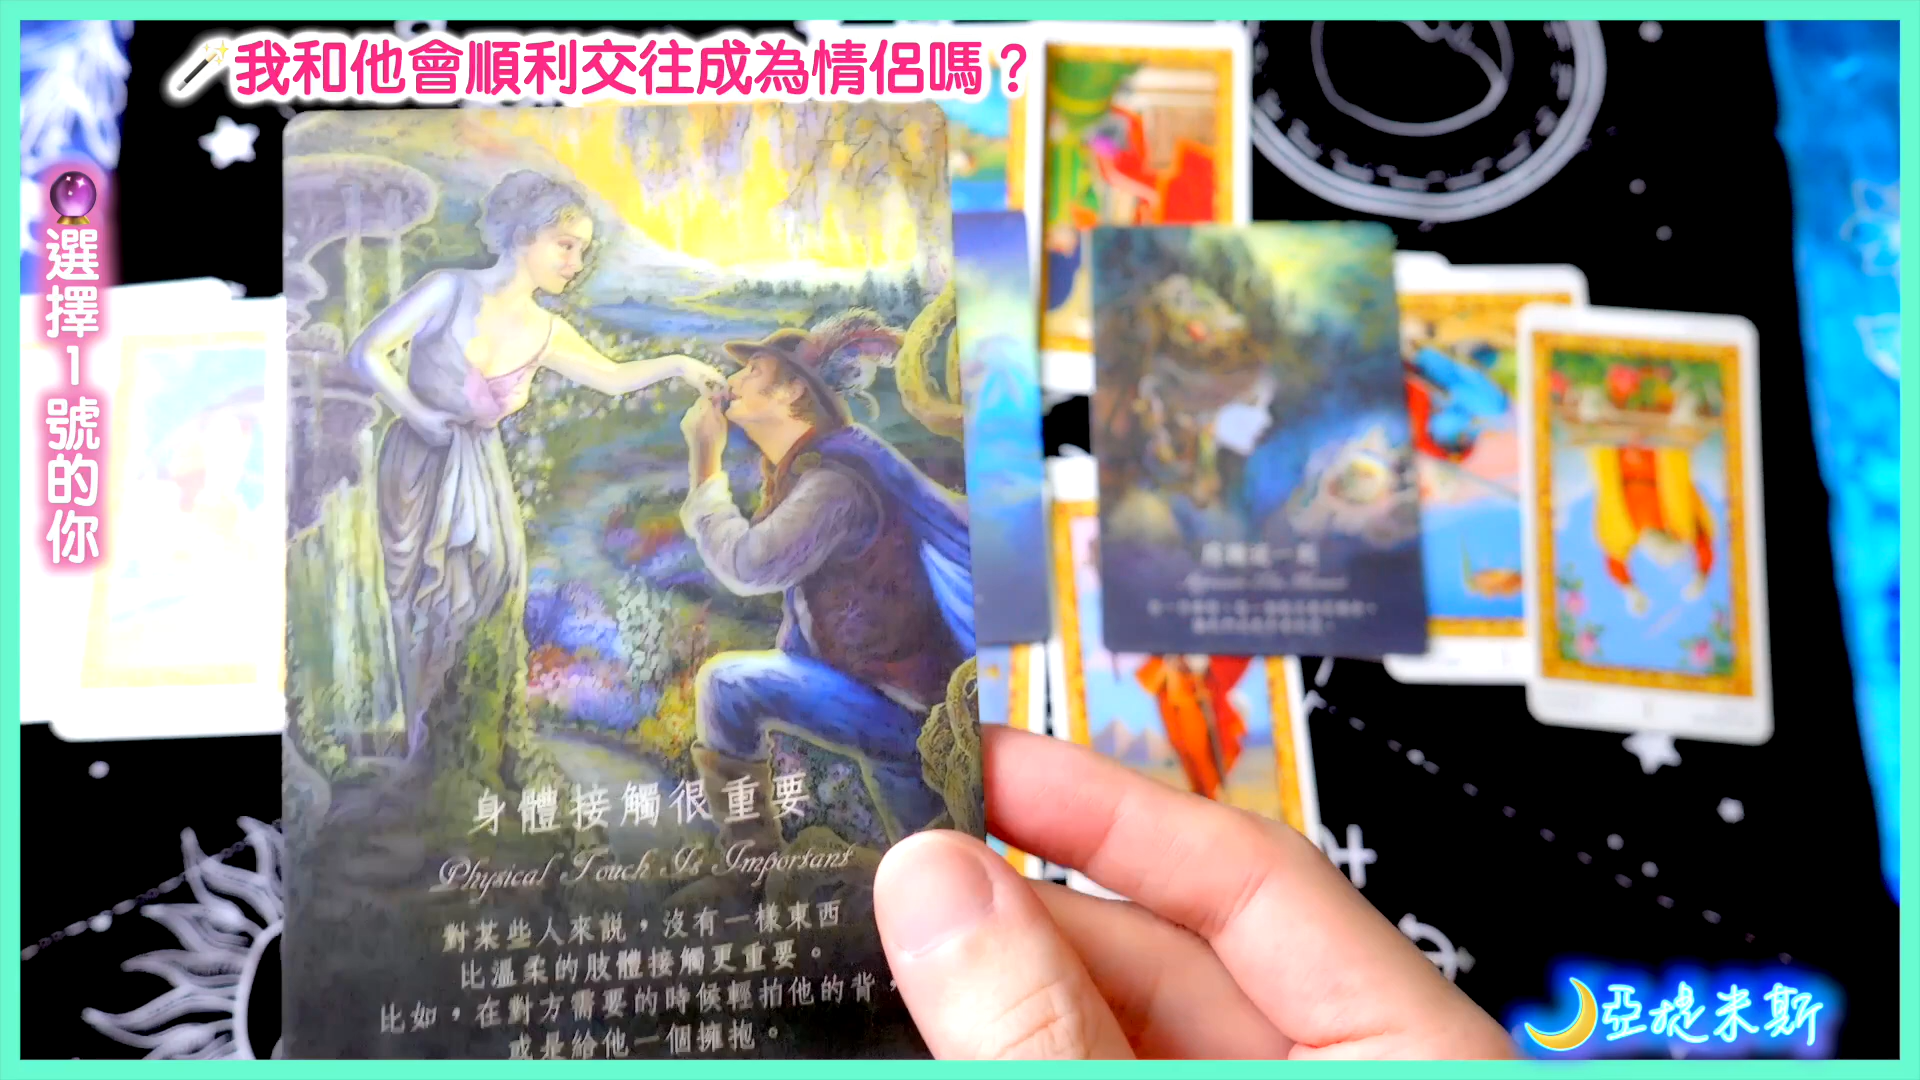 我和他會順利交往成為情侶嗎？
選擇1號的你
身體接觸很重要
Physical Touch Is Important
對某些人來說，沒有一樣東西
比溫柔的肢體接觸更重要。
比如，在對方需要的時候輕拍他的背，
或是給他一個擁抱。
亞提米斯